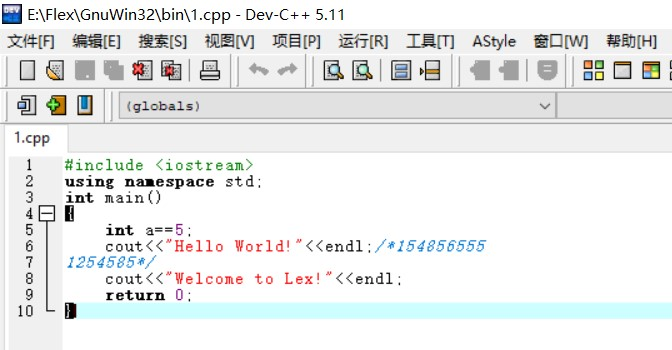 E:\Flex\GnuWin32\bin\1.cpp - Dev-C++ 5.11
文件[F] 编辑[E] 搜索[S] 视图[V] 项目[P] 运行[R] 工具[T] AStyle 窗口[W] 帮助[H]
(globals)
1.cpp
1 #include <iostream>
2 using namespace std;
3 int main()
4 {
5 int a==5;
6 cout<<"Hello World!"<<endl;/*154856555
7 1254585*/
8 cout<<"Welcome to Lex!"<<endl;
9 return 0;
10 }